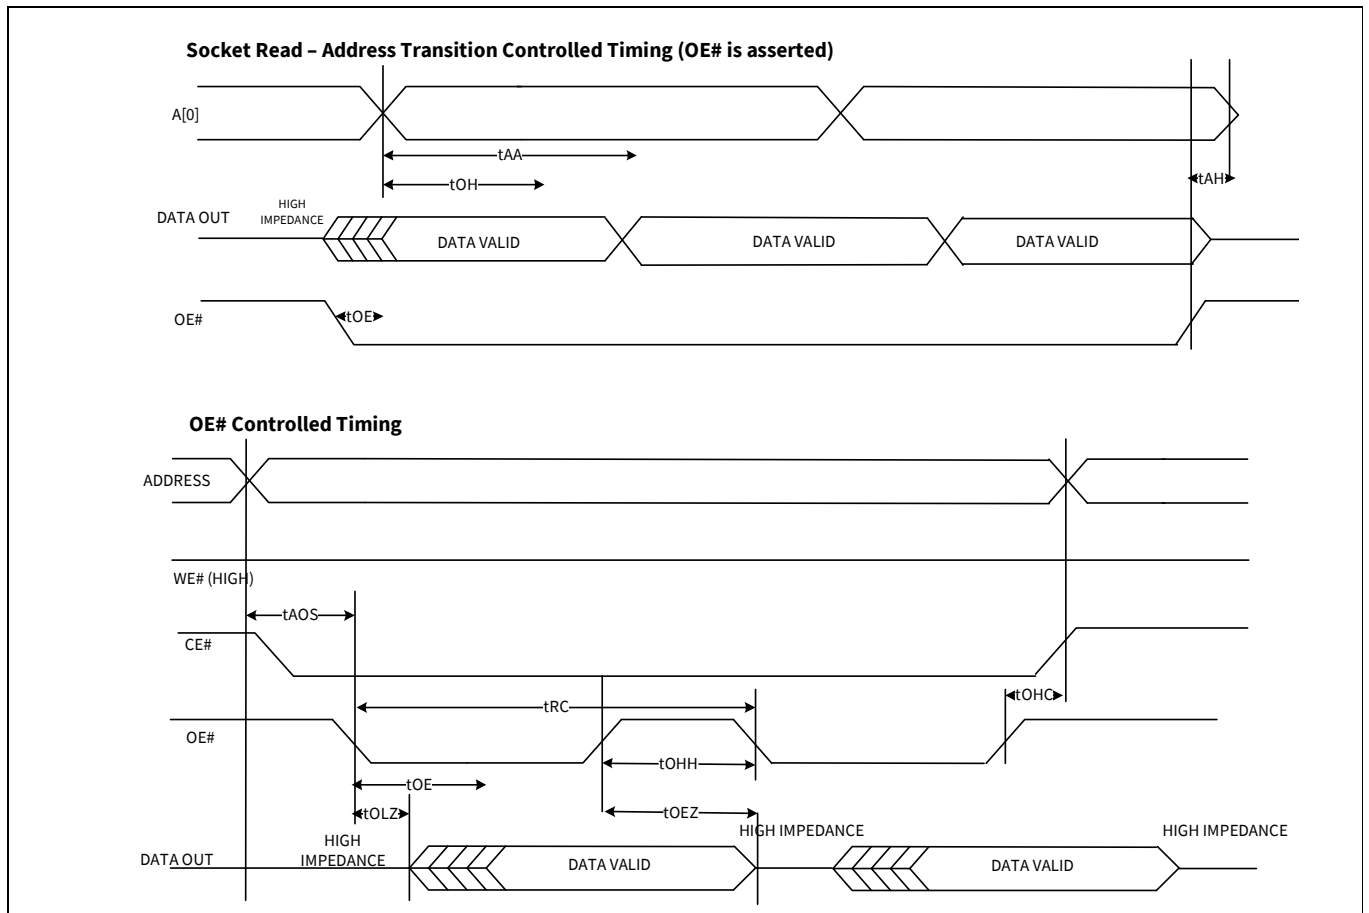 Socket Read – Address Transition Controlled Timing (OE# is asserted)
A[0]
tAA
tOH
tAH
DATA OUT
HIGH
IMPEDANCE
DATA VALID
DATA VALID
DATA VALID
OE#
tOE
OE# Controlled Timing
ADDRESS
WE# (HIGH)
tAOS
CE#
tOHC
tRC
OE#
tOHH
tOE
tOLZ
tOEZ
HIGH IMPEDANCE
HIGH IMPEDANCE
HIGH
IMPEDANCE
DATA OUT
DATA VALID
DATA VALID